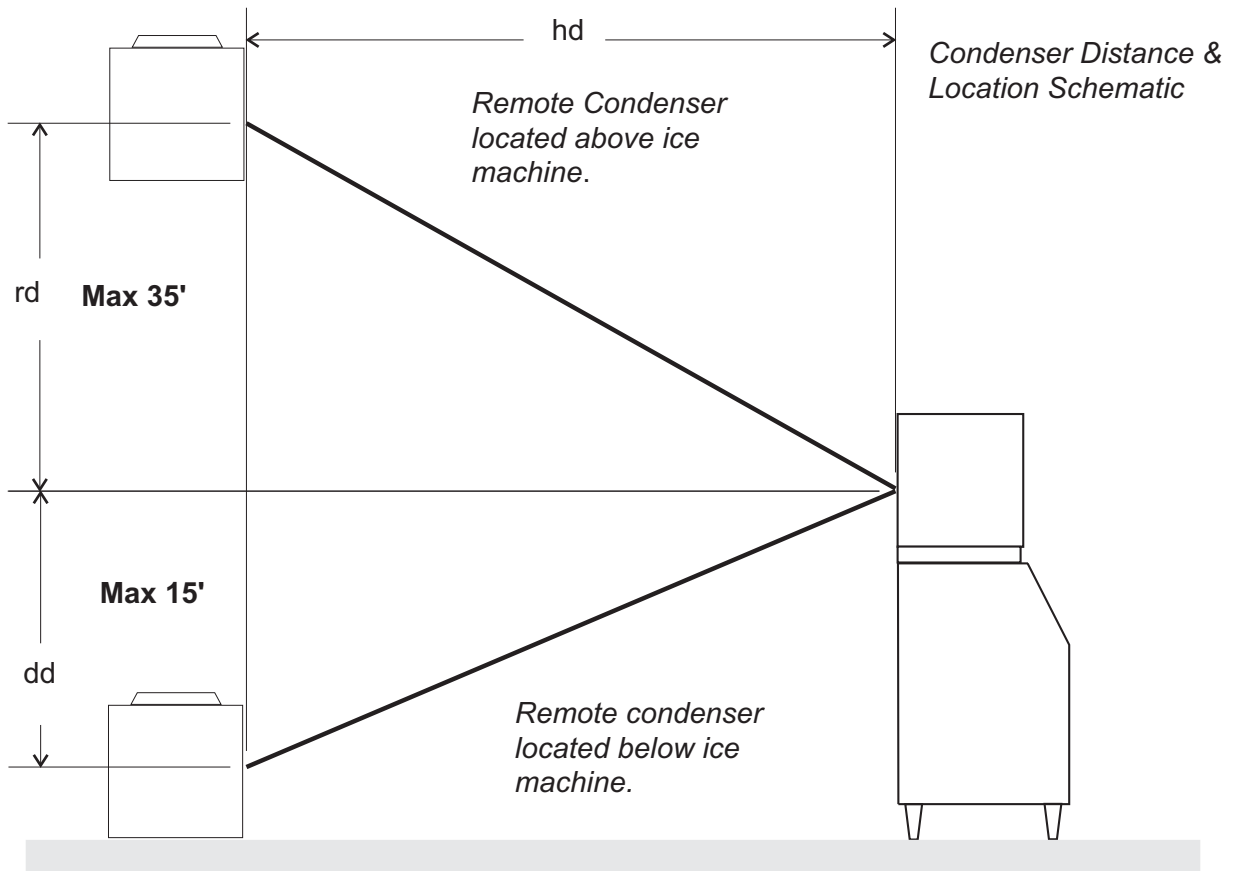 hd
Condenser Distance &
Location Schematic
Remote Condenser
located above ice
machine.
rd
Max 35'
Max 15'
dd
Remote condenser
located below ice
machine.